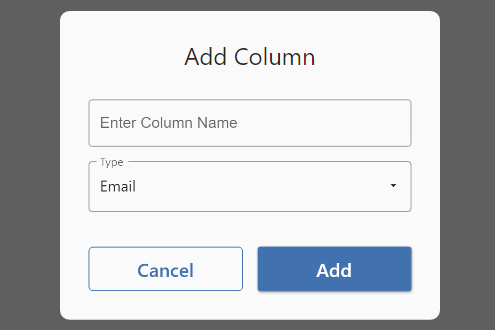 Add Column
Enter Column Name
Type
Email
Cancel
Add